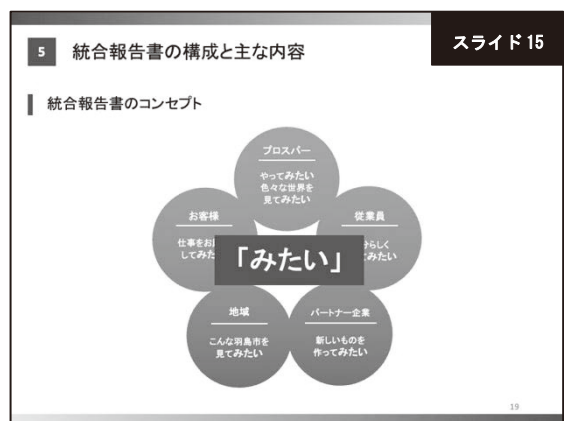 スライド15
5 統合報告書の構成と主な内容
統合報告書のコンセプト
プロスパー
やってみたい
色々な世界を
見てみたい
お客様
仕事をお
してみた
従業員
らしく
てみたい
「みたい」
地域
こんな羽島市を
見てみたい
パートナー企業
新しいものを
作ってみたい
19